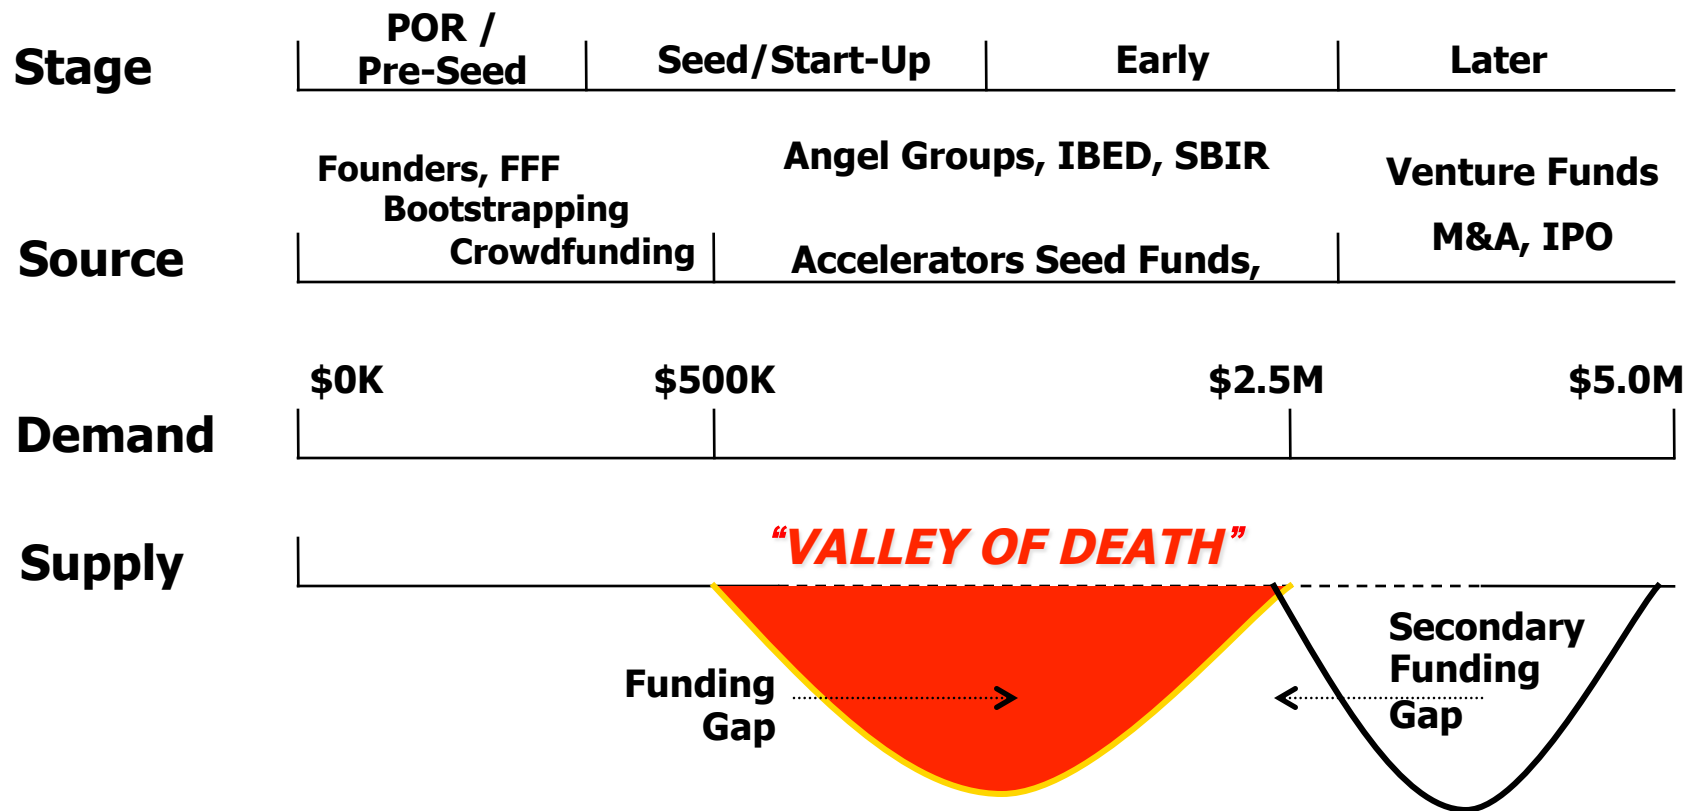 Stage
POR /
Pre-Seed
Seed/Start-Up
Early
Later
Source
Founders, FFF
Bootstrapping
Crowdfunding
Angel Groups, IBED, SBIR
Accelerators Seed Funds,
Venture Funds
M&A, IPO
Demand
$0K
$500K
$2.5M
$5.0M
Supply
“VALLEY OF DEATH”
Funding
Gap
Secondary
Funding
Gap